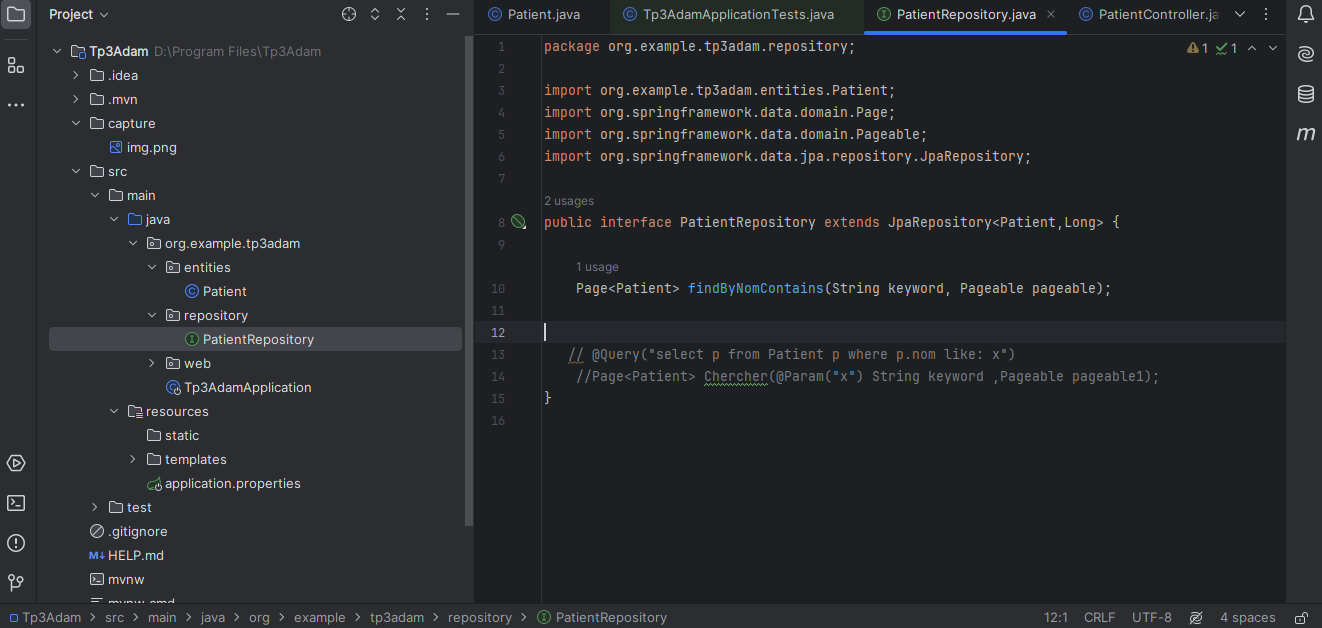 Project
Patient.java
Tp3AdamApplicationTests.java
PatientRepository.java
PatientController.ja
Tp3Adam D:\Program Files\Tp3Adam
.idea
.mvn
capture
img.png
src
main
java
org.example.tp3adam
entities
Patient
repository
PatientRepository
web
Tp3AdamApplication
resources
static
templates
application.properties
test
.gitignore
M↓ HELP.md
mvnw
mvnw.cmd
1 package org.example.tp3adam.repository;
1 1
2
3 import org.example.tp3adam.entities.Patient;
4 import org.springframework.data.domain.Page;
5 import org.springframework.data.domain.Pageable;
6 import org.springframework.data.jpa.repository.JpaRepository;
7
2 usages
8 public interface PatientRepository extends JpaRepository<Patient,Long> {
9
1 usage
10 Page<Patient> findByNomContains(String keyword, Pageable pageable);
11
12
13 // @Query("select p from Patient p where p.nom like: x")
14 //Page<Patient> Chercher(@Param("x") String keyword ,Pageable pageable1);
15 }
16
m
Tp3Adam > src > main > java > org > example > tp3adam > repository > PatientRepository
12:1 CRLF UTF-8 4 spaces